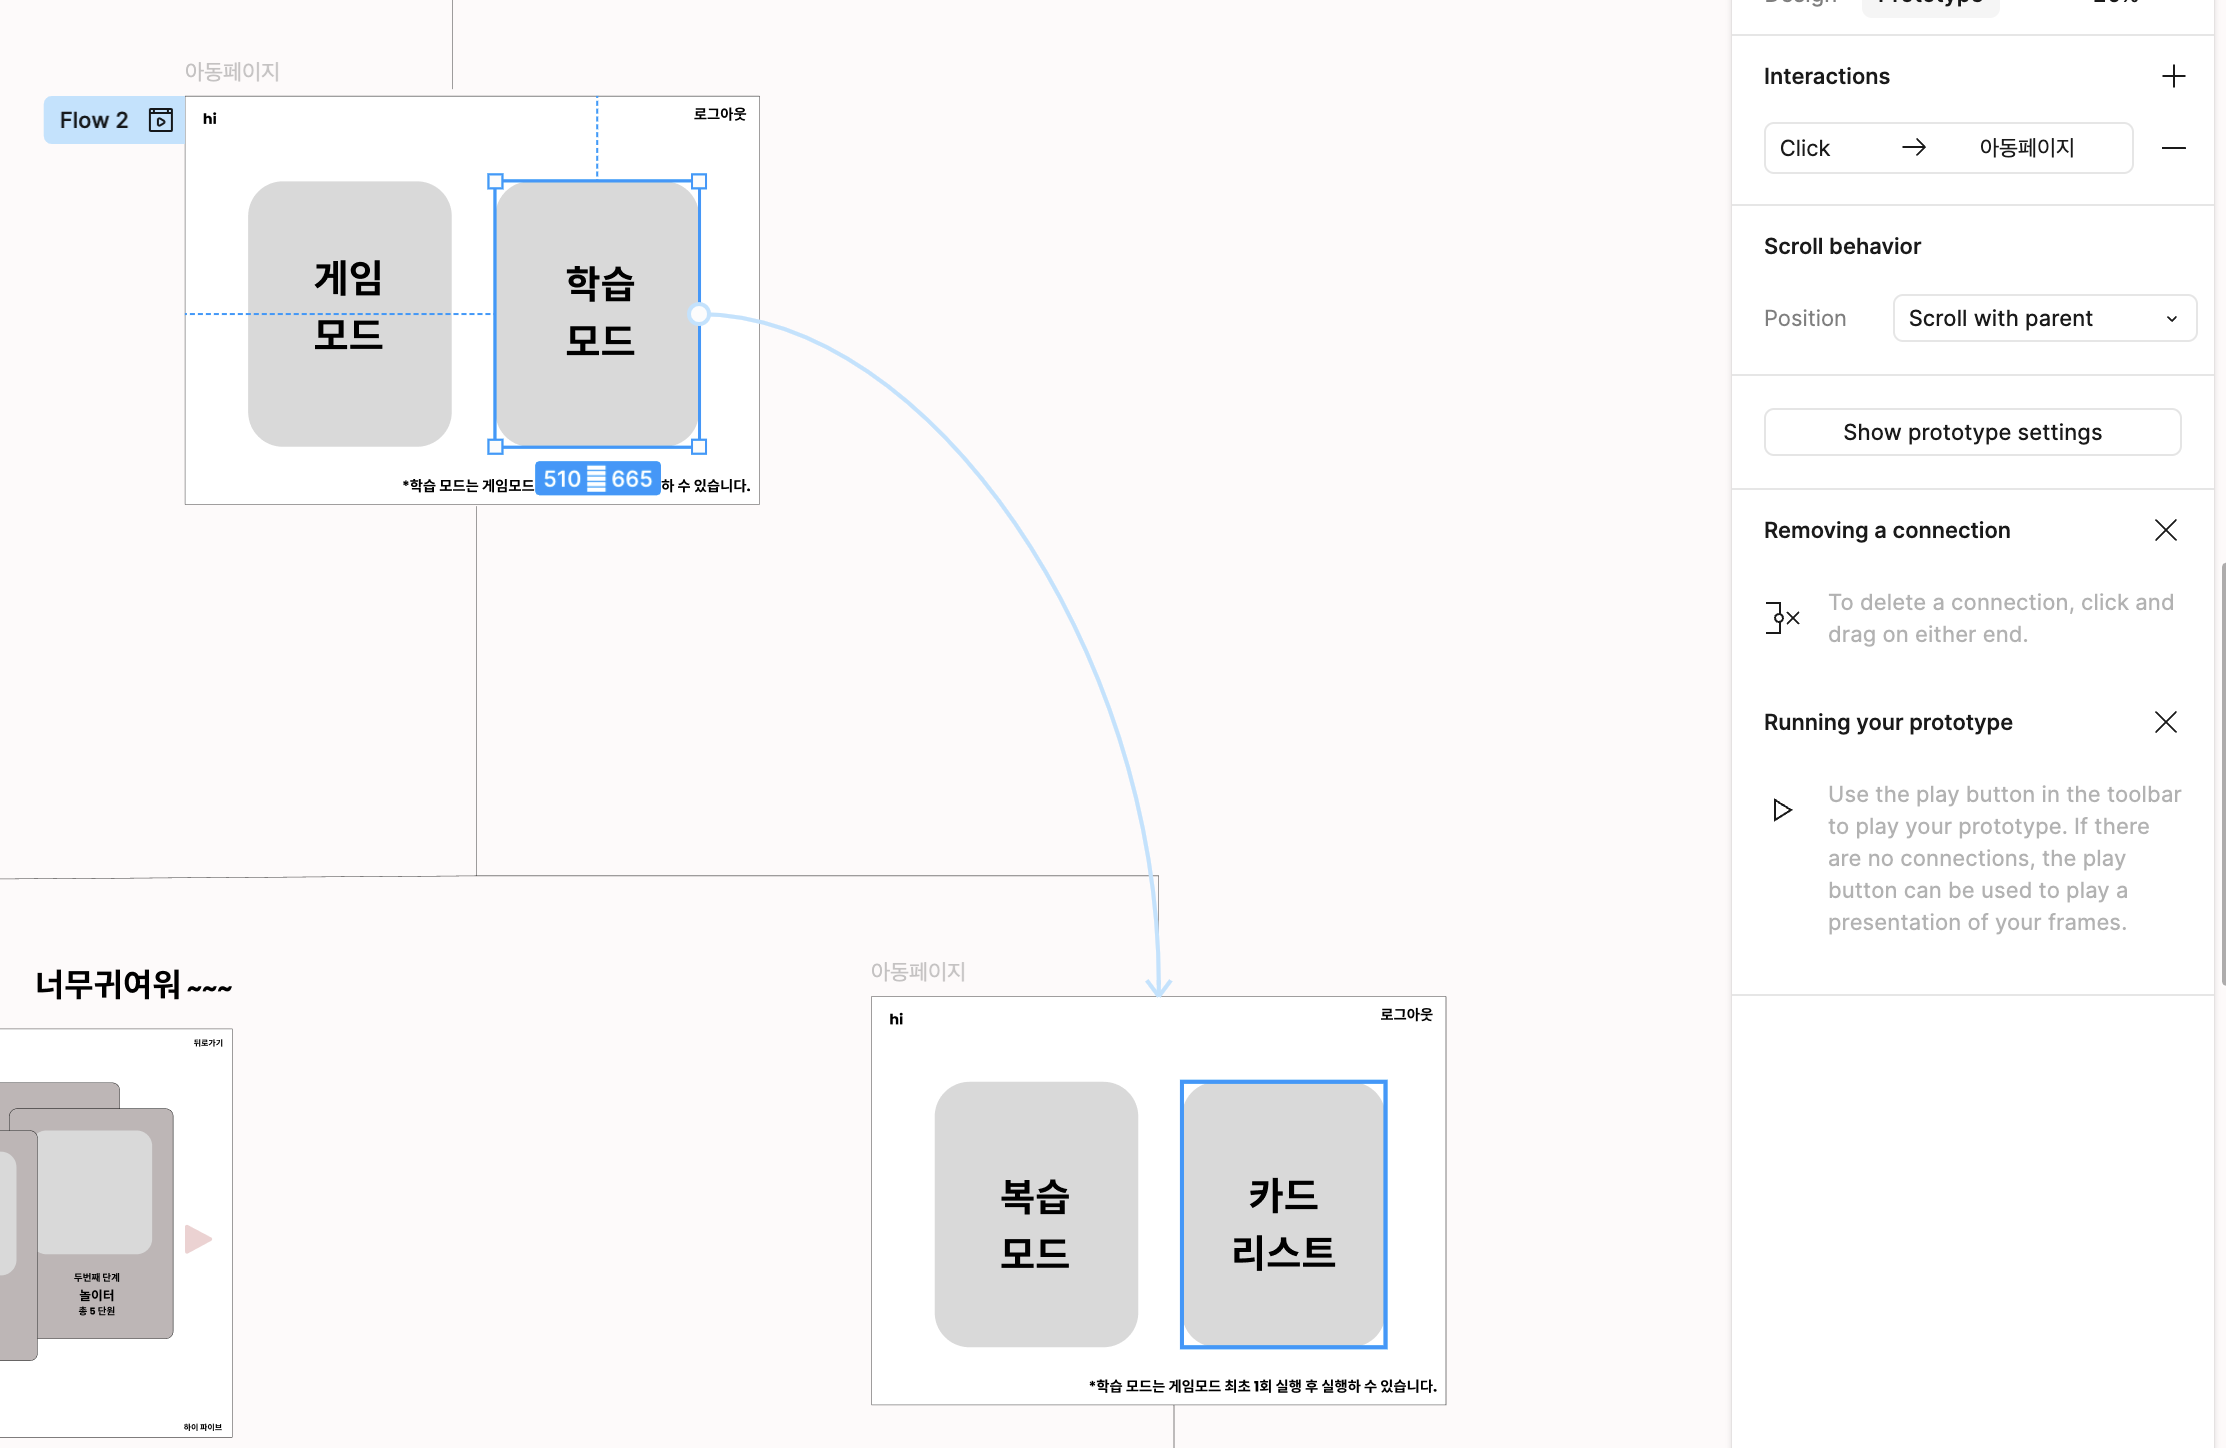 Design Prototype 20%
아동페이지
Flow 2
hi
로그아웃
게임
모드
학습
모드
*학습 모드는 게임모드
510 665
하 수 있습니다.
너무귀여워 ~~~
뒤로가기
두번째 단계
놀이터
총 5 단원
하이 파이브
아동페이지
hi
로그아웃
복습
모드
카드
리스트
*학습 모드는 게임모드 최초 1회 실행 후 실행하 수 있습니다.
Interactions
Click → 아동페이지
Scroll behavior
Position Scroll with parent
Show prototype settings
Removing a connection
To delete a connection, click and
drag on either end.
Running your prototype
Use the play button in the toolbar
to play your prototype. If there
are no connections, the play
button can be used to play a
presentation of your frames.